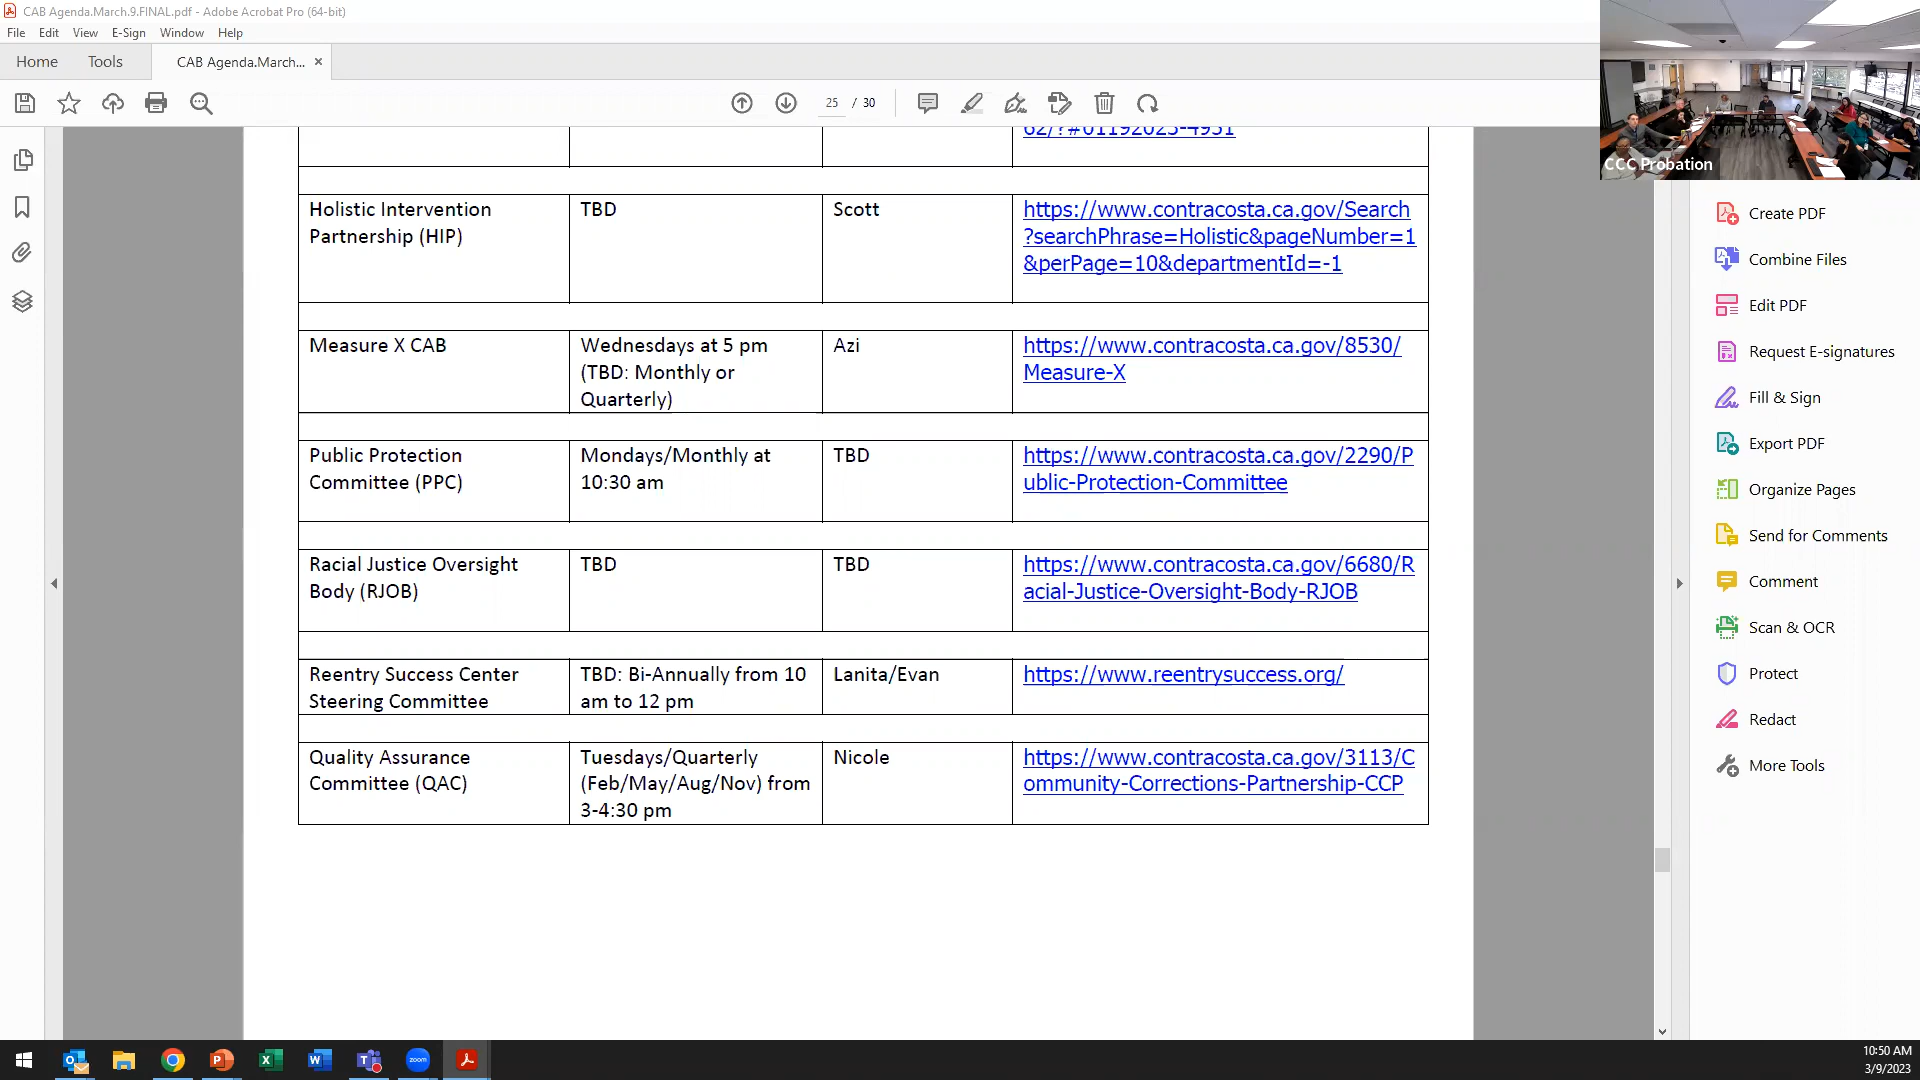 CAB Agenda.March.9.FINAL.pdf - Adobe Acrobat Pro (64-bit)
File Edit View E-Sign Window Help
Home Tools CAB Agenda.March... ×
25 / 30
62/?#01192023-4951
Holistic Intervention
Partnership (HIP)
TBD
Scott
https://www.contracosta.ca.gov/Search
?searchPhrase=Holistic&pageNumber=1
&perPage=10&departmentId=-1
Measure X CAB
Wednesdays at 5 pm
(TBD: Monthly or
Quarterly)
Azi
https://www.contracosta.ca.gov/8530/
Measure-X
Public Protection
Committee (PPC)
Mondays/Monthly at
10:30 am
TBD
https://www.contracosta.ca.gov/2290/P
ublic-Protection-Committee
Racial Justice Oversight
Body (RJOB)
TBD
TBD
https://www.contracosta.ca.gov/6680/R
acial-Justice-Oversight-Body-RJOB
Reentry Success Center
Steering Committee
TBD: Bi-Annually from 10
am to 12 pm
Lanita/Evan
https://www.reentrysuccess.org/
Quality Assurance
Committee (QAC)
Tuesdays/Quarterly
(Feb/May/Aug/Nov) from
3-4:30 pm
Nicole
https://www.contracosta.ca.gov/3113/C
ommunity-Corrections-Partnership-CCP
CCC Probation
Create PDF
Combine Files
Edit PDF
Request E-signatures
Fill & Sign
Export PDF
Organize Pages
Send for Comments
Comment
Scan & OCR
Protect
Redact
More Tools
zoom
10:50 AM
3/9/2023